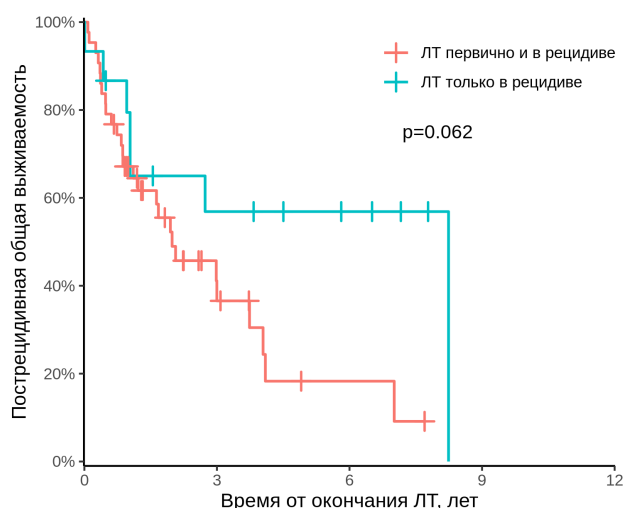 100%
80%
60%
40%
20%
0%
Пострецидивная общая выживаемость
ЛТ первично и в рецидиве
ЛТ только в рецидиве
p=0.062
0 3 6 9 12
Время от окончания ЛТ, лет